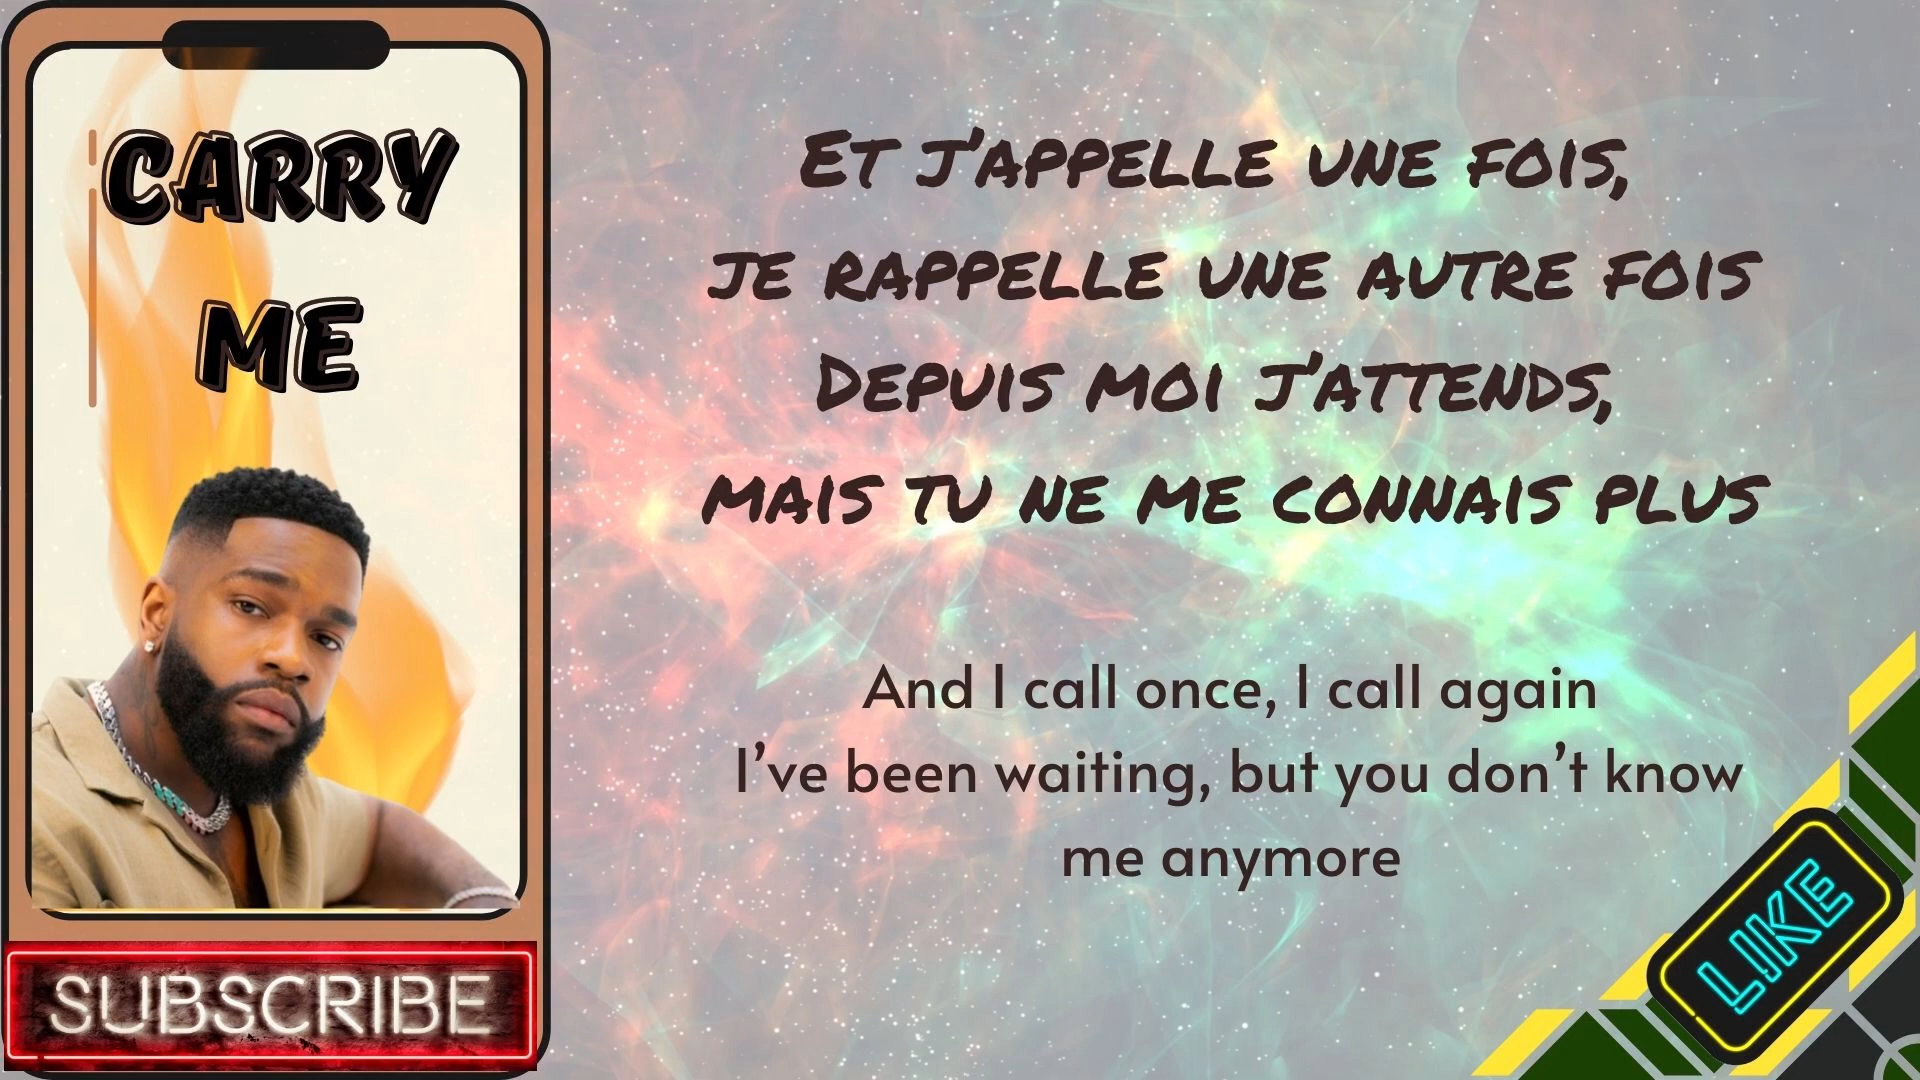 CARRY
ME
SUBSCRIBE
Et j'appelle une fois,
je rappelle une autre fois
Depuis moi j'attends,
mais tu ne me connais plus
And I call once, I call again
I've been waiting, but you don't know
me anymore
LIKE